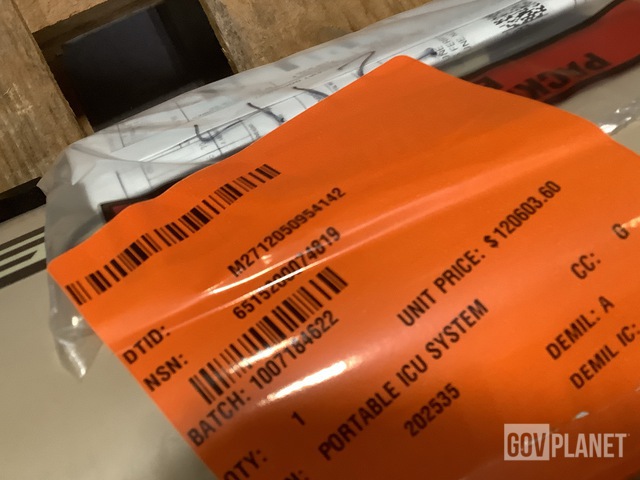 PACK
DTID: M2712050954142
NSN: 6515200074819
BATCH: 1007184622
UNIT PRICE: $120603.60
QTY: 1
CC: G
PORTABLE ICU SYSTEM
DEMIL: A
202535
DEMIL IC:
GOVPLANET